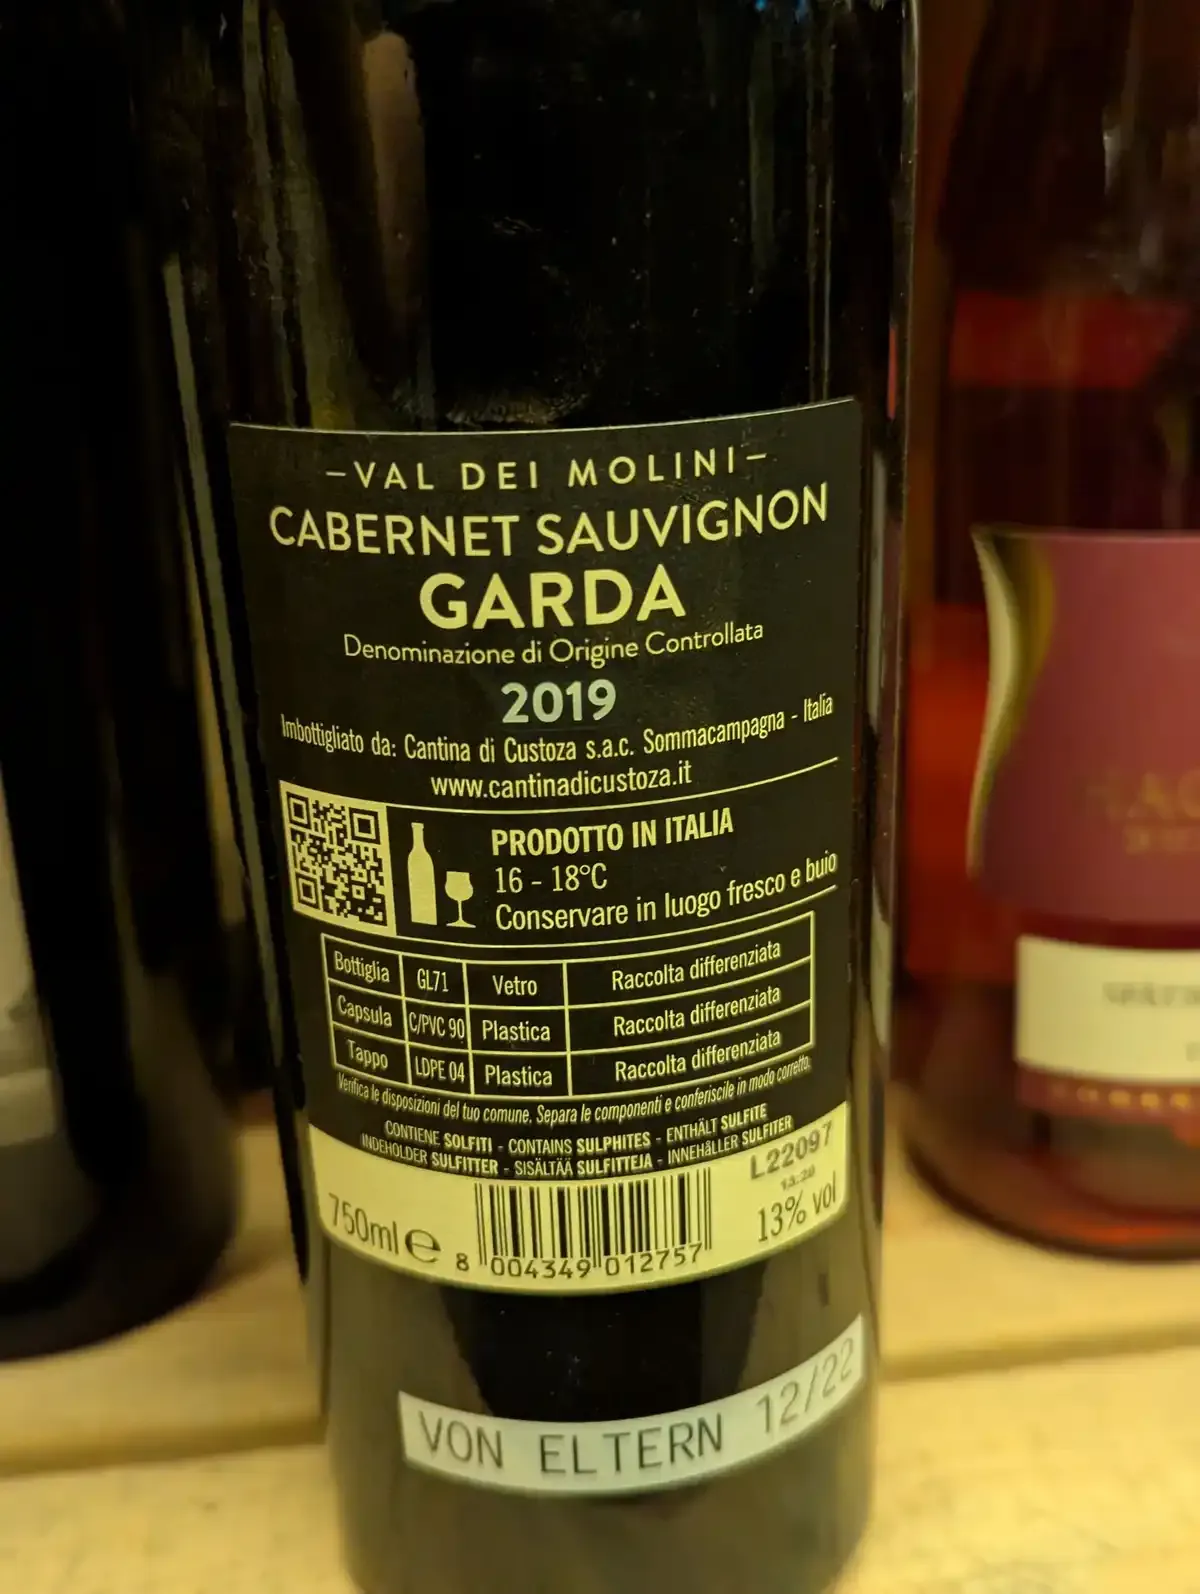 –VAL DEI MOLINI–
CABERNET SAUVIGNON
GARDA
Denominazione di Origine Controllata
2019
Imbottigliato da: Cantina di Custoza s.a.c. Sommacampagna - Italia
www.cantinadicustoza.it
PRODOTTO IN ITALIA
16 - 18°C
Conservare in luogo fresco e buio
Bottiglia GL71 Vetro Raccolta differenziata
Capsula C/PVC 90 Plastica Raccolta differenziata
Tappo LDPE 04 Plastica Raccolta differenziata
Verifica le disposizioni del tuo comune. Separa le componenti e conferiscile in modo corretto.
CONTIENE SOLFITI - CONTAINS SULPHITES - ENTHÄLT SULFITE
INDEHOLDER SULFITTER - SISÄLTÄÄ SULFITTEJA - INNEHåLLER SULFITER
L22097
750ml e
13% vol
8 004349 012757
VON ELTERN 12/22